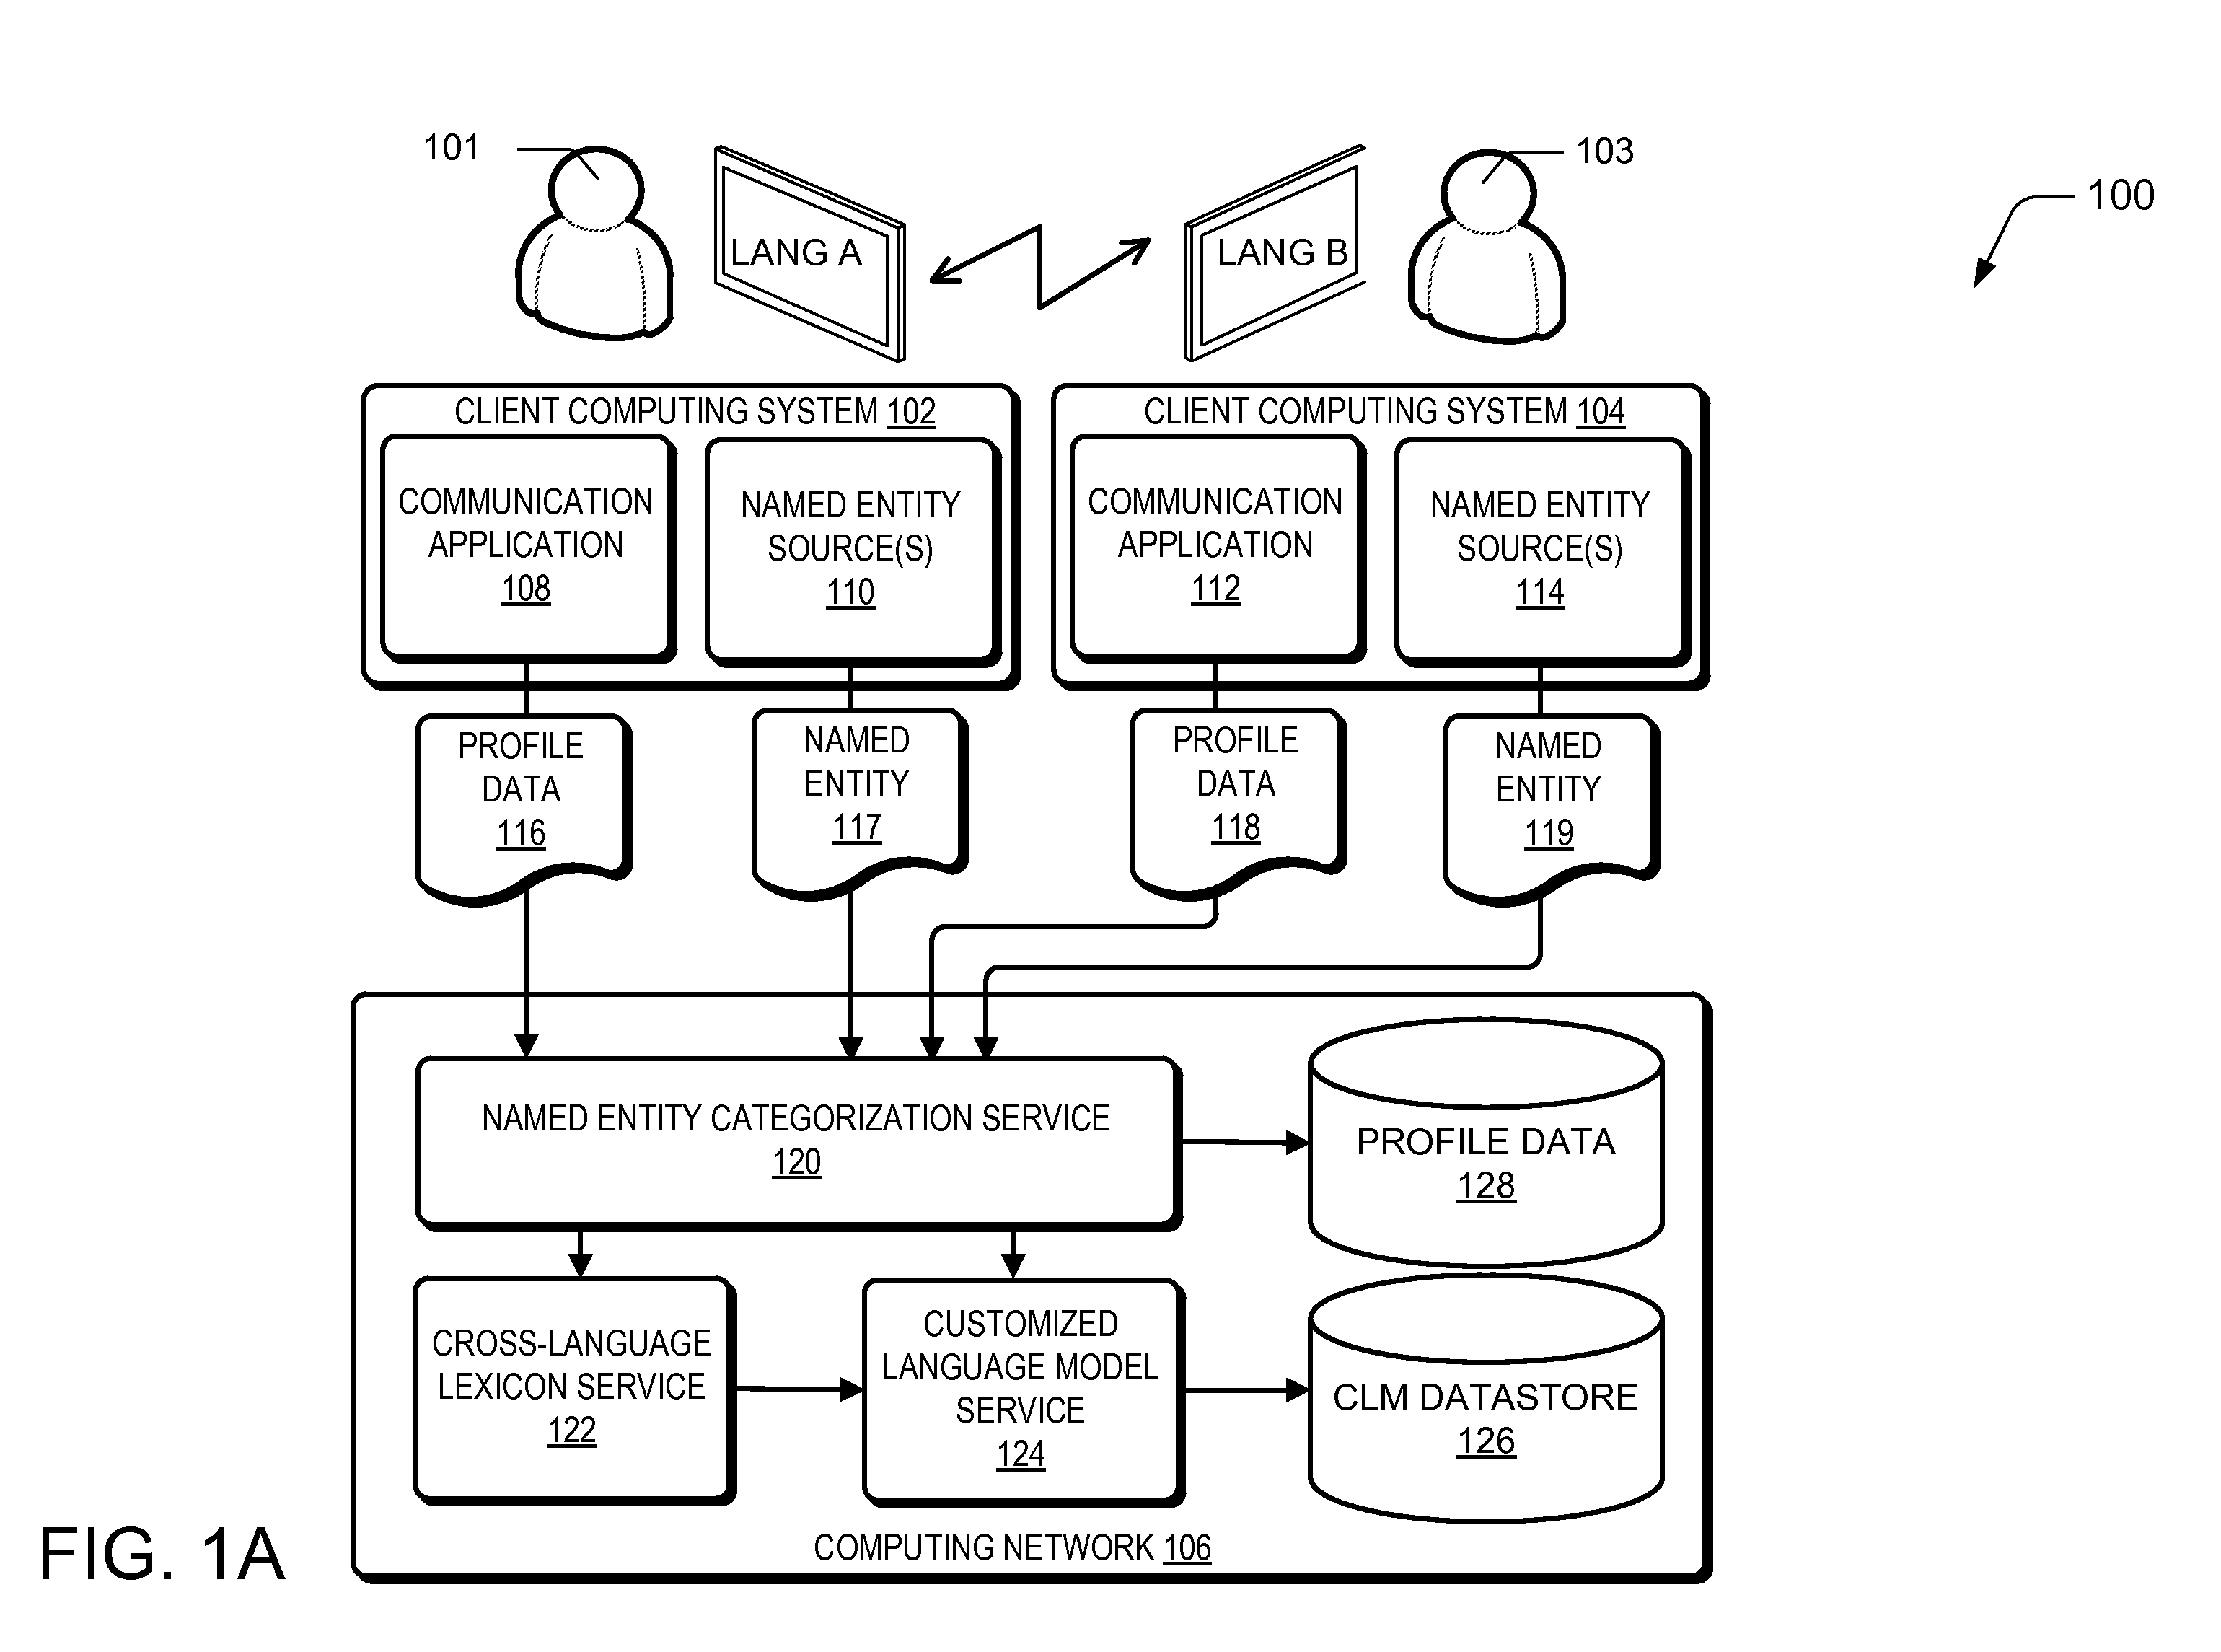 101
103
100
LANG A
LANG B
CLIENT COMPUTING SYSTEM 102
COMMUNICATION
APPLICATION
108
NAMED ENTITY
SOURCE(S)
110
CLIENT COMPUTING SYSTEM 104
COMMUNICATION
APPLICATION
112
NAMED ENTITY
SOURCE(S)
114
PROFILE
DATA
116
NAMED
ENTITY
117
PROFILE
DATA
118
NAMED
ENTITY
119
NAMED ENTITY CATEGORIZATION SERVICE
120
PROFILE DATA
128
CROSS-LANGUAGE
LEXICON SERVICE
122
CUSTOMIZED
LANGUAGE MODEL
SERVICE
124
CLM DATASTORE
126
COMPUTING NETWORK 106
FIG. 1A